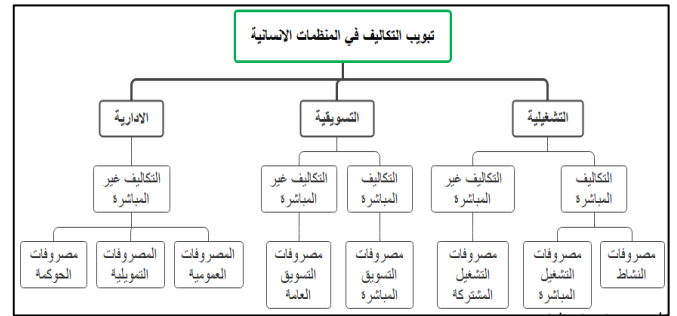 تبويب التكاليف في المنظمات الانسانية
التشغيلية
التسويقية
الادارية
التكاليف
المباشرة
التكاليف غير
المباشرة
التكاليف
المباشرة
التكاليف غير
المباشرة
التكاليف غير
المباشرة
مصروفات
النشاط
مصروفات
التشغيل
المباشرة
مصروفات
التشغيل
المشتركة
مصروفات
التسويق
المباشرة
مصروفات
التسويق
العامة
المصروفات
العمومية
المصروفات
التمويلية
مصروفات
الحوكمة